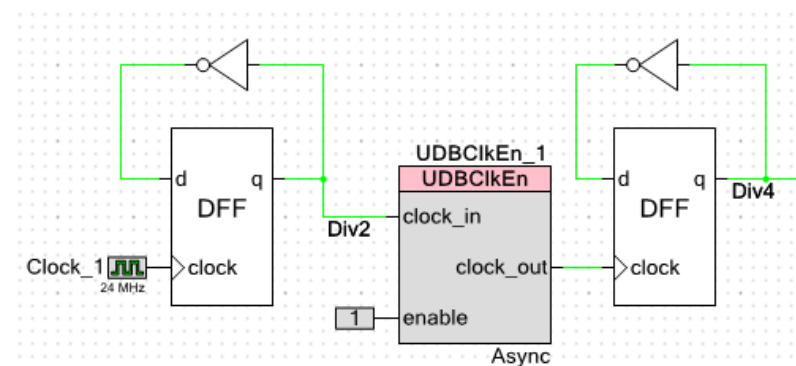 UDBClkEn_1
UDBClkEn
d
q
DFF
Div2
clock_in
Clock_1
24 MHz
clock
clock_out
1
enable
Async
d
q
DFF
Div4
clock